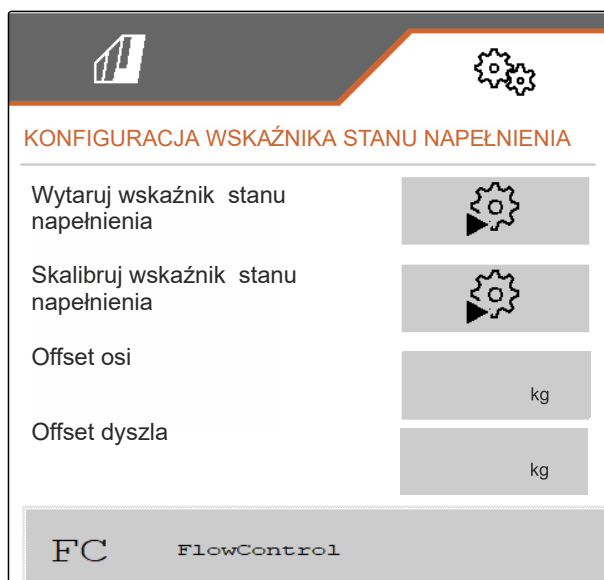 KONFIGURACJA WSKAŹNIKA STANU NAPEŁNIENIA
Wytaruj wskaźnik stanu
napełnienia
Skalibruj wskaźnik stanu
napełnienia
Offset osi
kg
Offset dyszla
kg
FC FlowControl